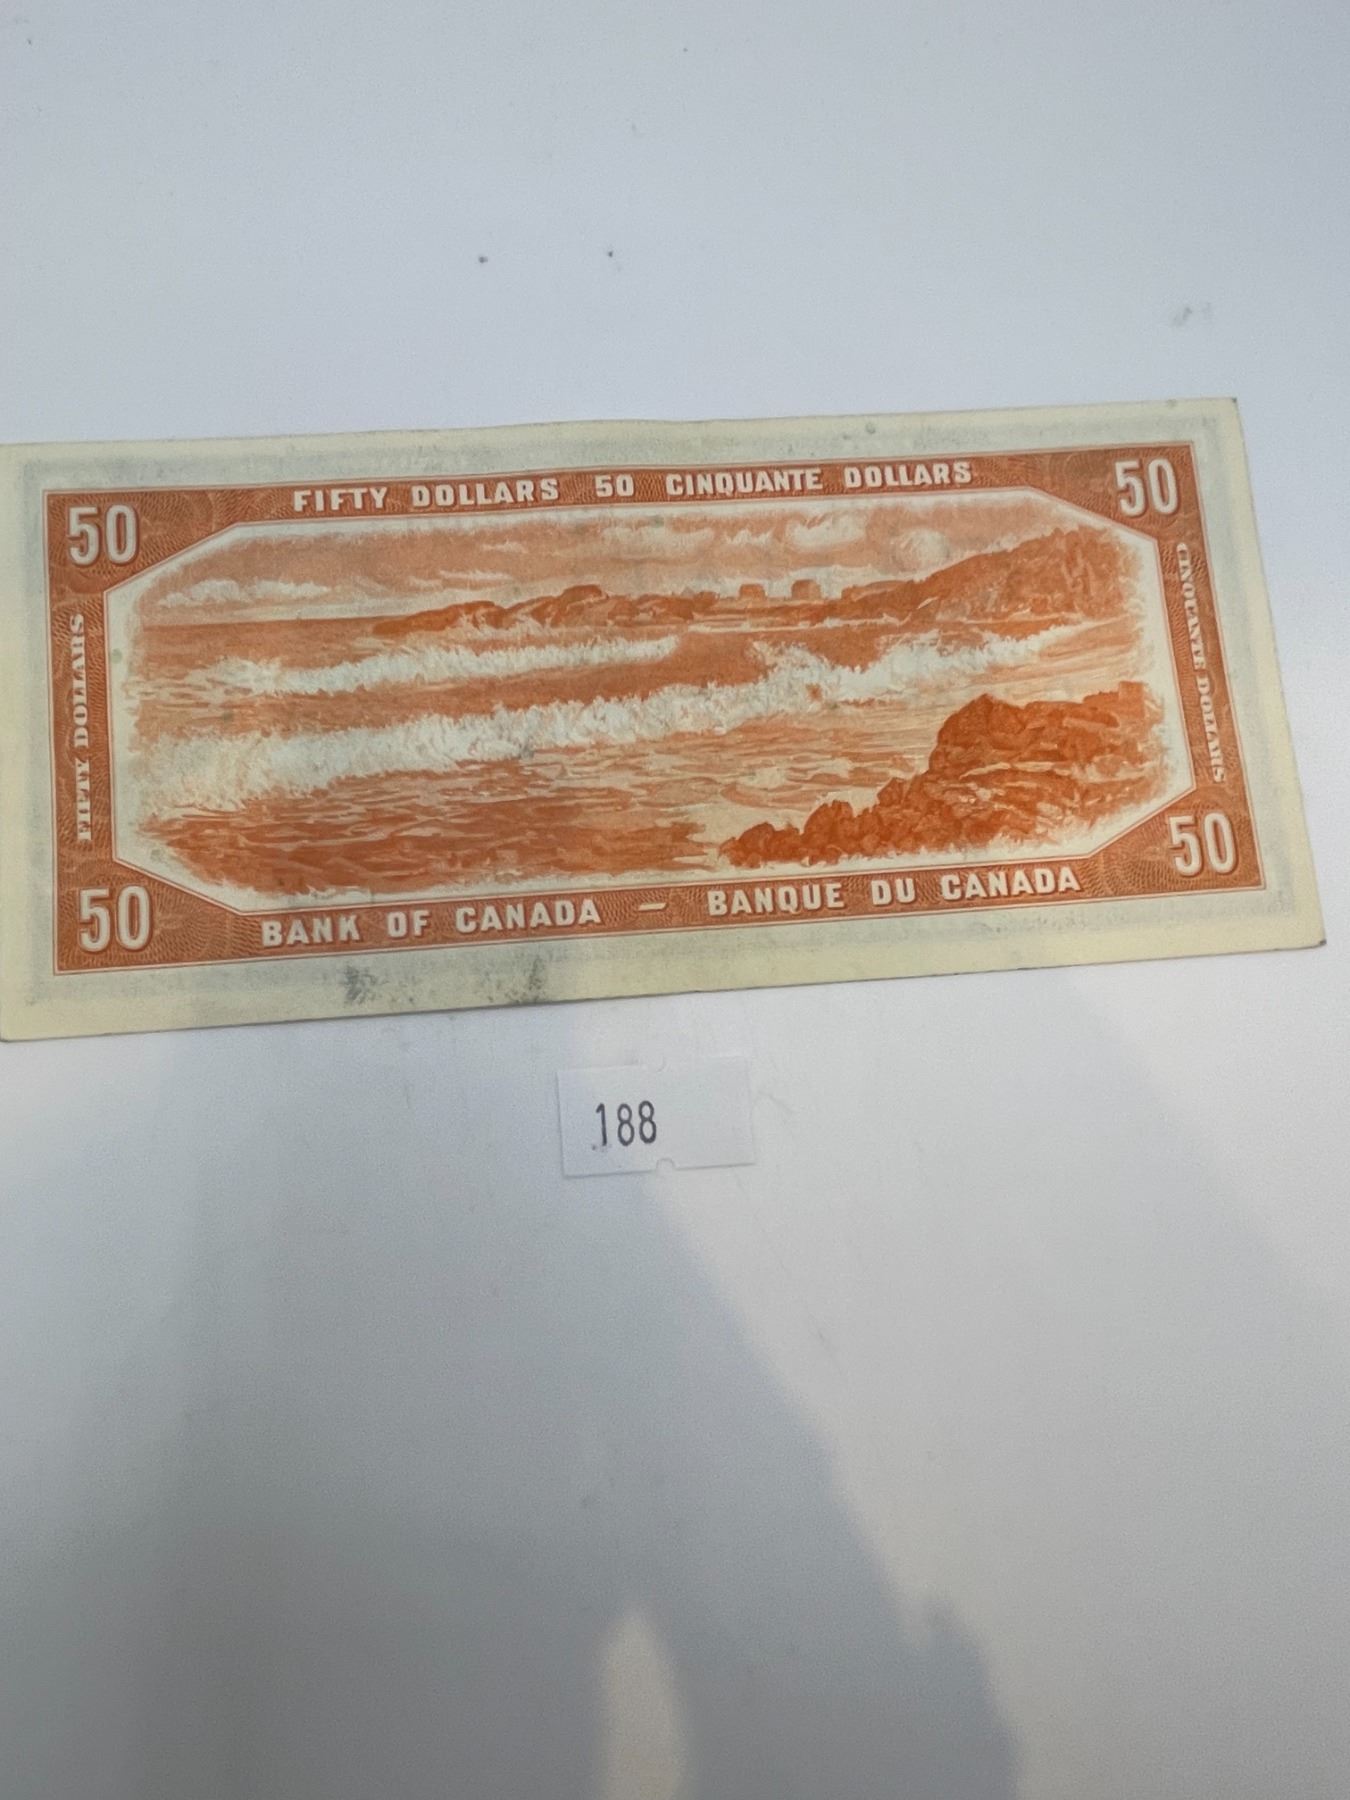 50 FIFTY DOLLARS 50 CINQUANTE DOLLARS 50
FIFTY DOLLARS
CINQUANTE DOLLARS
50 BANK OF CANADA – BANQUE DU CANADA 50
188